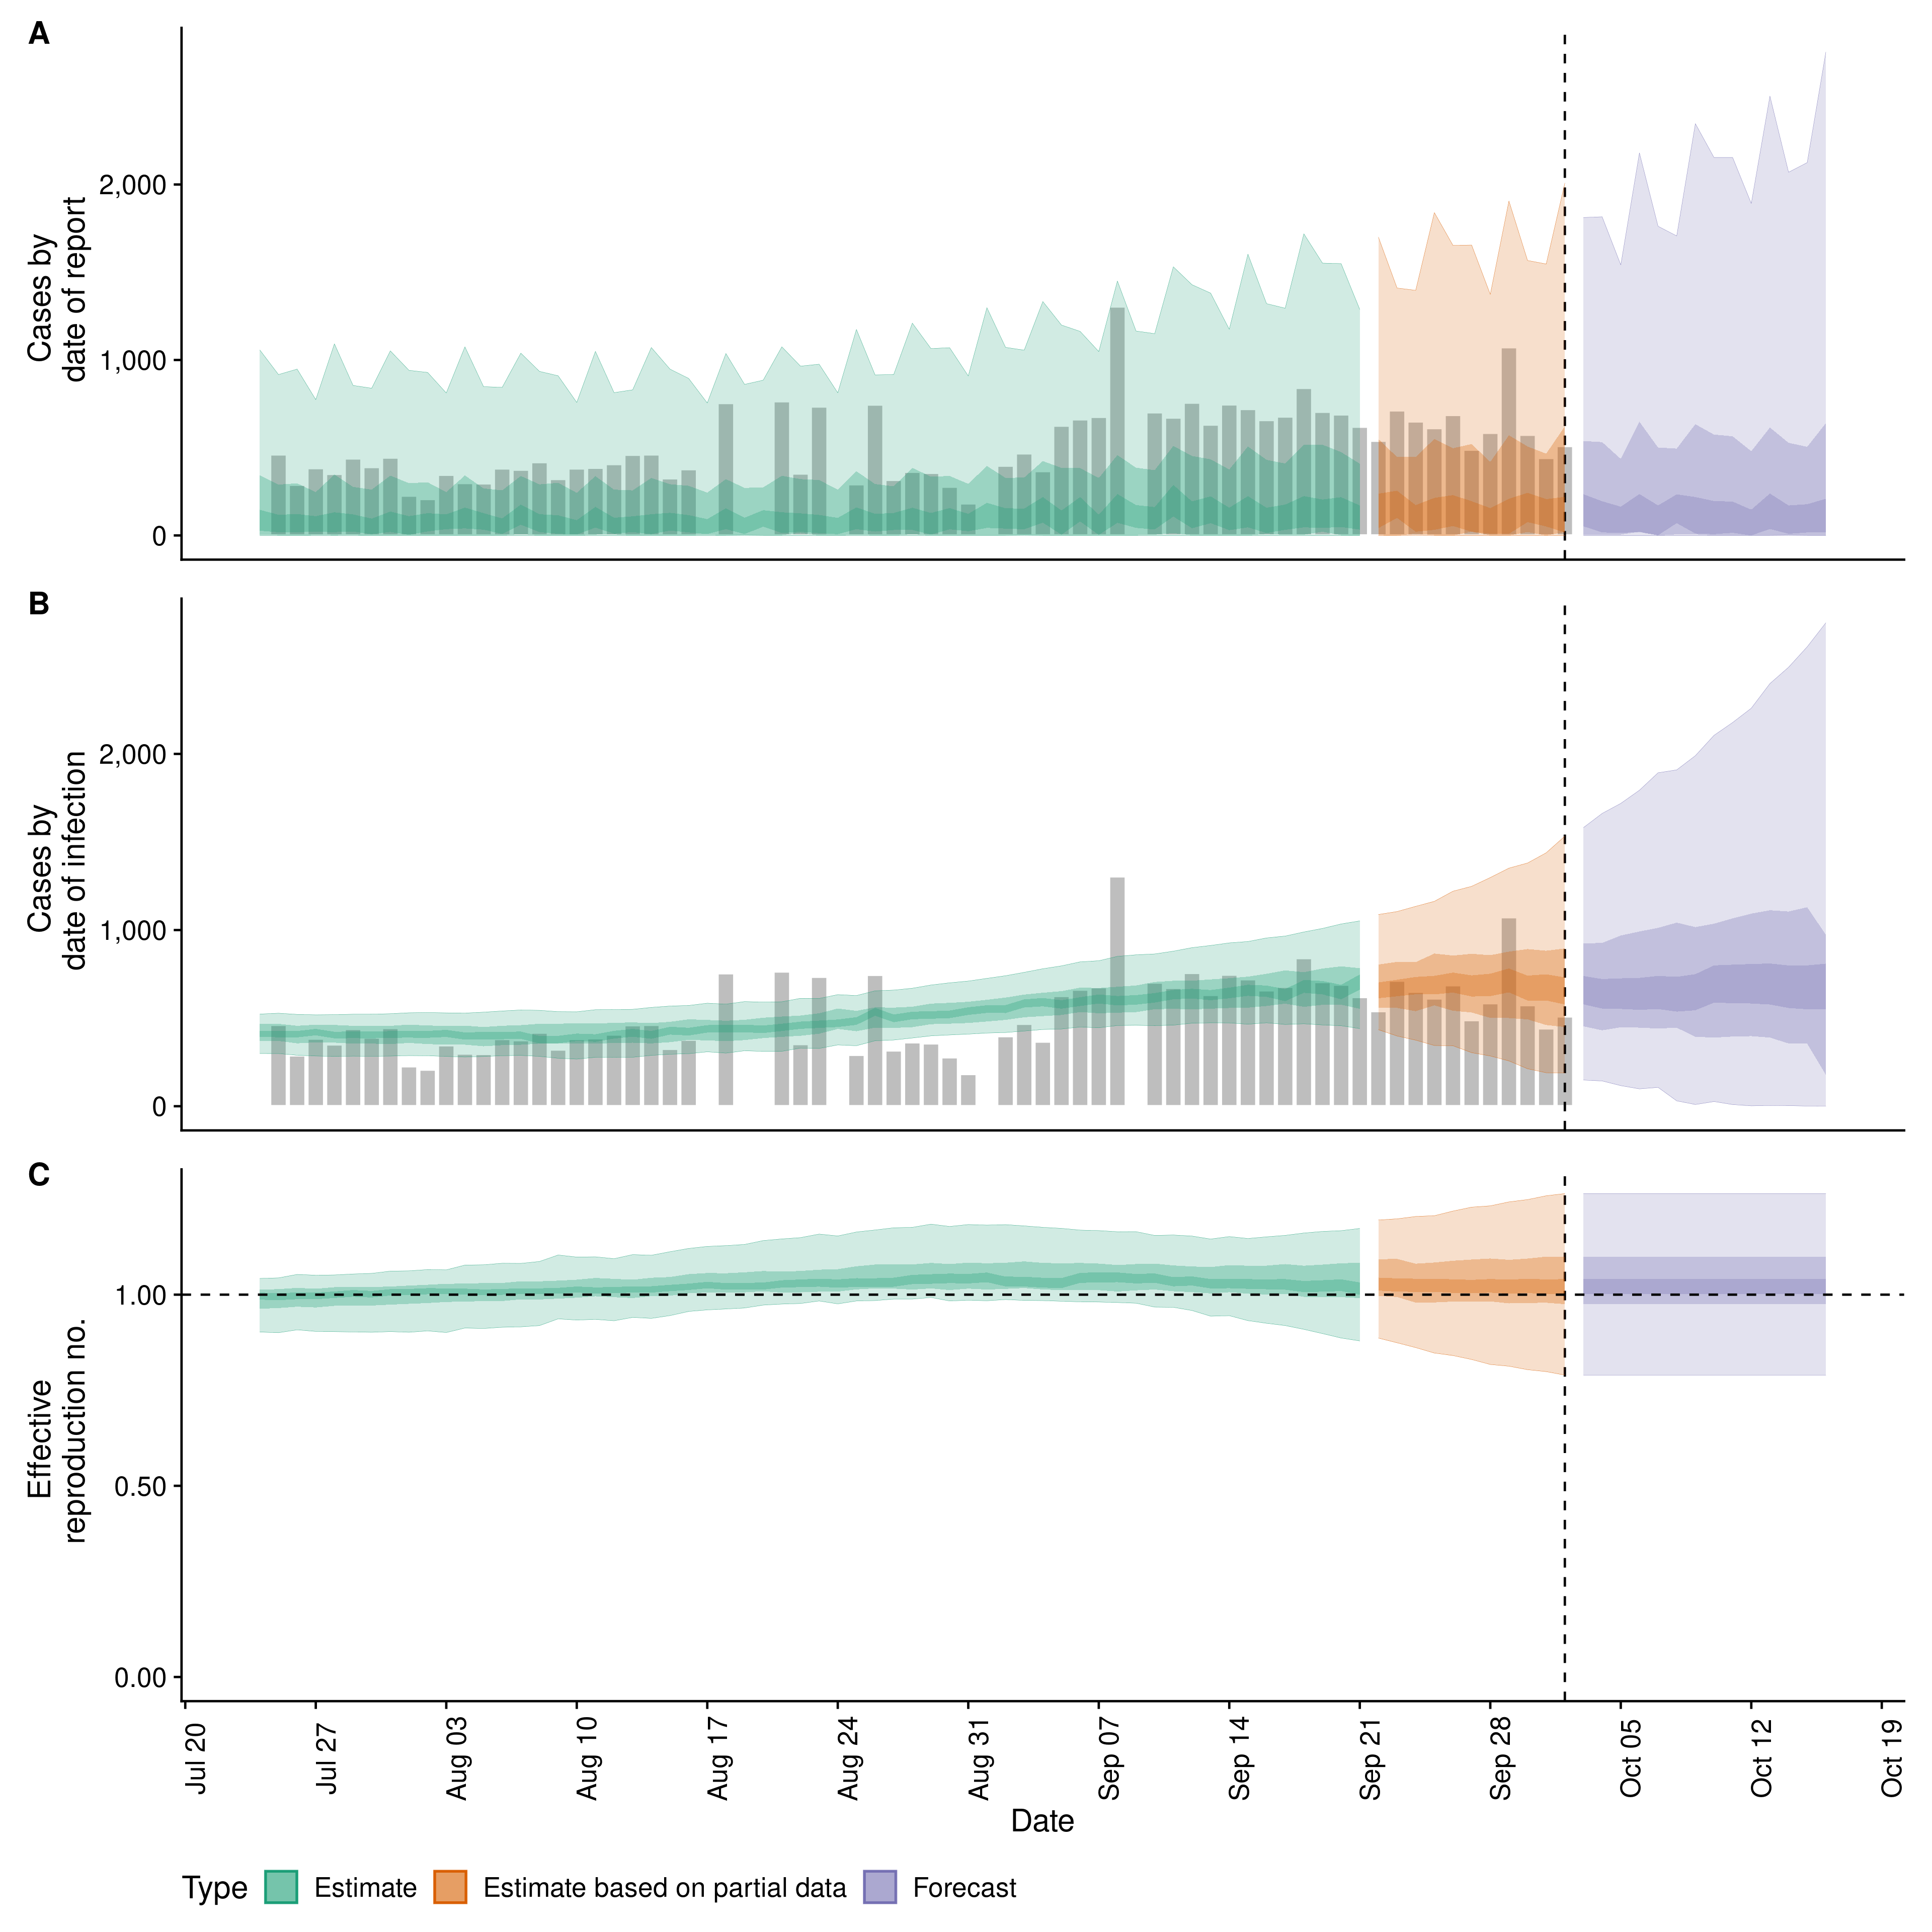 A
Cases by
date of report
2,000
1,000
0
B
Cases by
date of infection
2,000
1,000
0
C
Effective
reproduction no.
1.00
0.50
0.00
Jul 20
Jul 27
Aug 03
Aug 10
Aug 17
Aug 24
Aug 31
Sep 07
Sep 14
Sep 21
Sep 28
Oct 05
Oct 12
Oct 19
Date
Type Estimate Estimate based on partial data Forecast